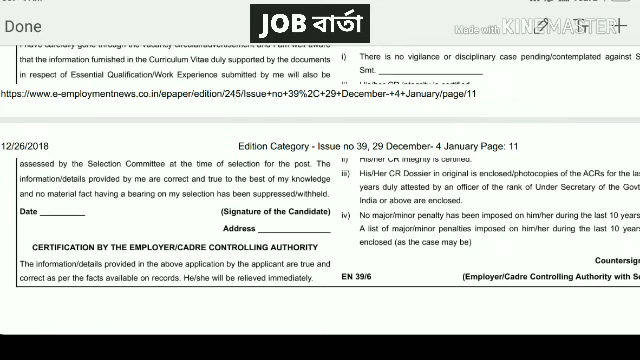 JOB বার্তা
Made with KINEMASTER
Done
I have carefully gone through the vacancy circular/advertisement and I am well aware
that the information furnished in the Curriculum Vitae duly supported by the documents
in respect of Essential Qualification/Work Experience submitted by me will also be
i) There is no vigilance or disciplinary case pending/contemplated against S
Smt.
ii) His/Her CR integrity is certified.
https://www.e-employmentnews.co.in/epaper/edition/245/Issue+no+39%2C+29+December-+4+January/page/11
12/26/2018
Edition Category - Issue no 39, 29 December- 4 January Page: 11
assessed by the Selection Committee at the time of selection for the post. The
information/details provided by me are correct and true to the best of my knowledge
and no material fact having a bearing on my selection has been suppressed/withheld.
Date
(Signature of the Candidate)
Address
CERTIFICATION BY THE EMPLOYER/CADRE CONTROLLING AUTHORITY
The information/details provided in the above application by the applicant are true and
correct as per the facts available on records. He/she will be relieved immediately.
ii) His/Her CR integrity is certified.
iii) His/Her CR Dossier in original is enclosed/photocopies of the ACRs for the las
years duly attested by an officer of the rank of Under Secretary of the Govt
India or above are enclosed.
iv) No major/minor penalty has been imposed on him/her during the last 10 years
A list of major/minor penalties imposed on him/her during the last 10 years
enclosed (as the case may be)
Countersign
EN 39/6
(Employer/Cadre Controlling Authority with Se